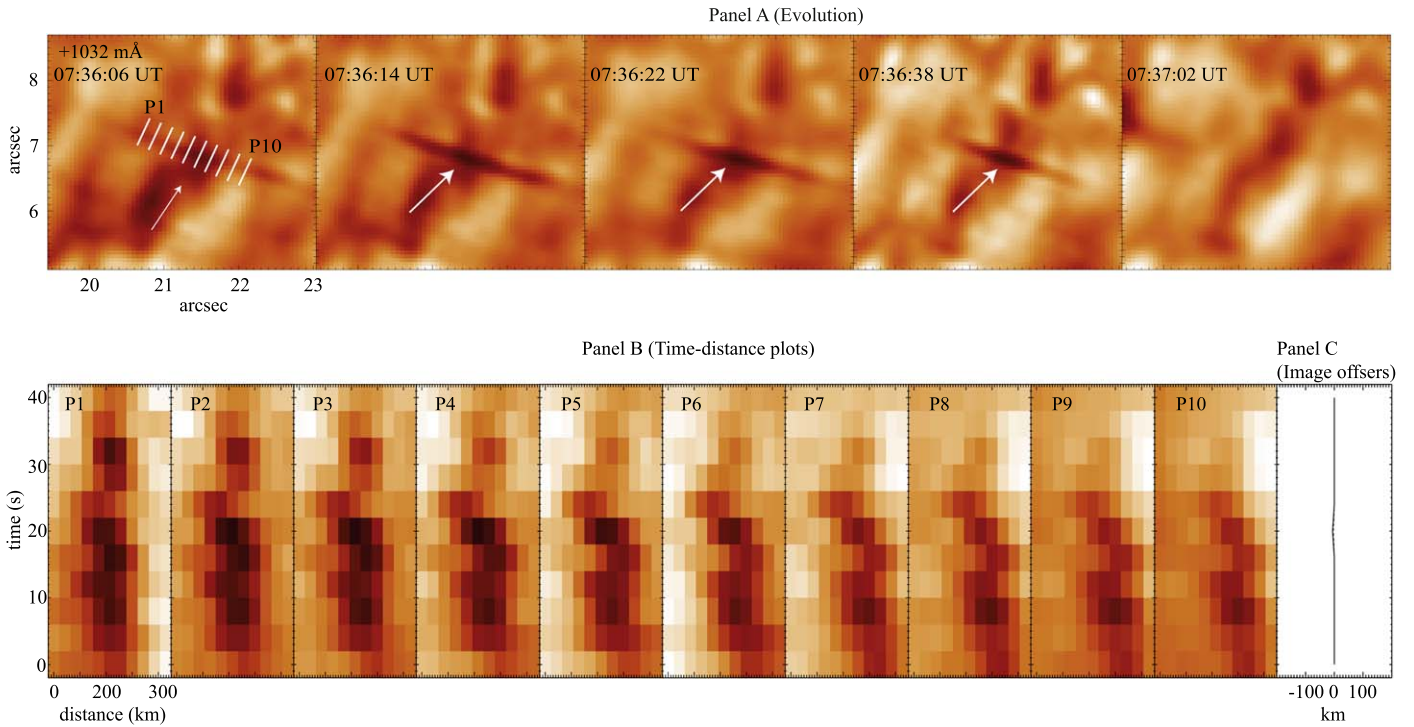 Panel A (Evolution)
+1032 mÅ
07:36:06 UT
07:36:14 UT
07:36:22 UT
07:36:38 UT
07:37:02 UT
P1
P10
8
7
6
arcsec
20 21 22 23
arcsec
Panel B (Time-distance plots)
Panel C
(Image offsers)
P1 P2 P3 P4 P5 P6 P7 P8 P9 P10
40
30
20
10
0
time (s)
0 200 300
distance (km)
-100 0 100
km